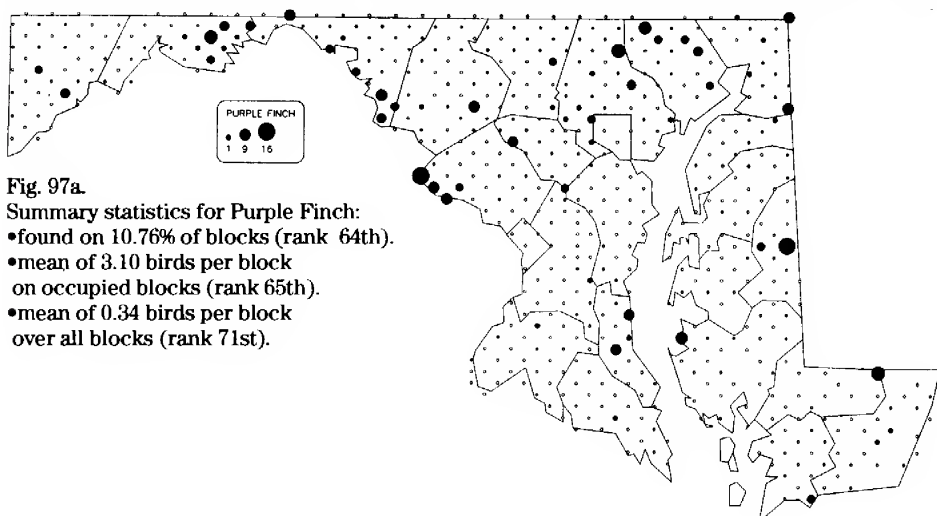 PURPLE FINCH
1 9 16
Fig. 97a.
Summary statistics for Purple Finch:
•found on 10.76% of blocks (rank 64th).
•mean of 3.10 birds per block
on occupied blocks (rank 65th).
•mean of 0.34 birds per block
over all blocks (rank 71st).